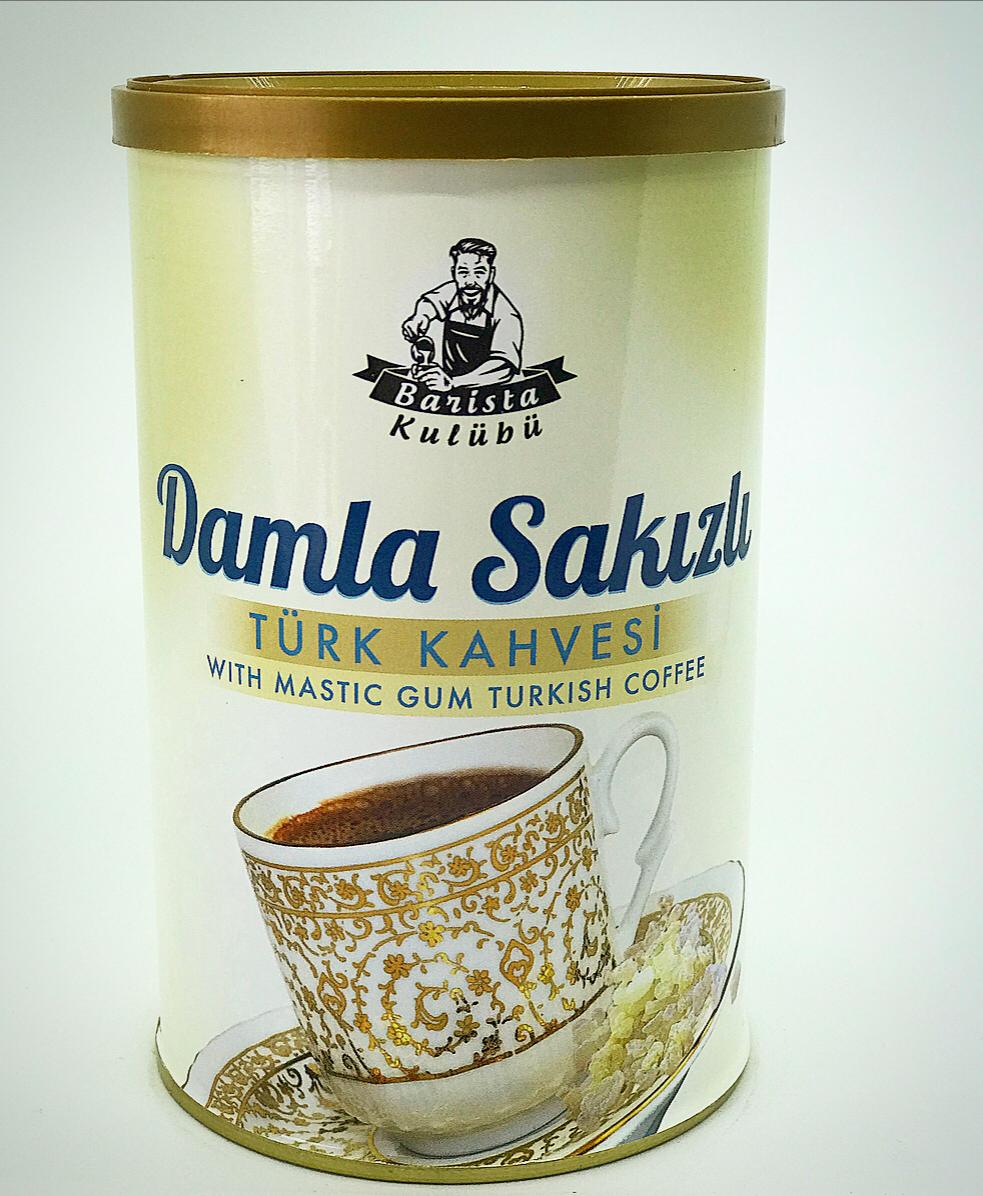 Barista
Kulübü
Damla Sakızlı
TÜRK KAHVESİ
WITH MASTIC GUM TURKISH COFFEE